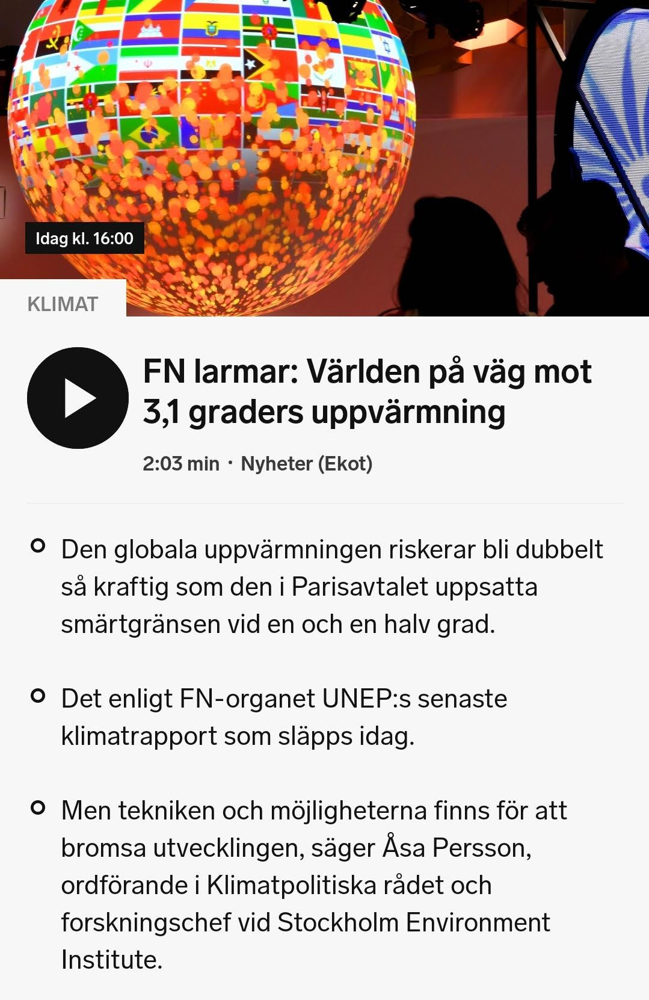 Idag kl. 16:00
KLIMAT
FN larmar: Världen på väg mot
3,1 graders uppvärmning
2:03 min · Nyheter (Ekot)
Den globala uppvärmningen riskerar bli dubbelt
så kraftig som den i Parisavtalet uppsatta
smärtgränsen vid en och en halv grad.
Det enligt FN-organet UNEP:s senaste
klimatrapport som släpps idag.
Men tekniken och möjligheterna finns för att
bromsa utvecklingen, säger Åsa Persson,
ordförande i Klimatpolitiska rådet och
forskningschef vid Stockholm Environment
Institute.